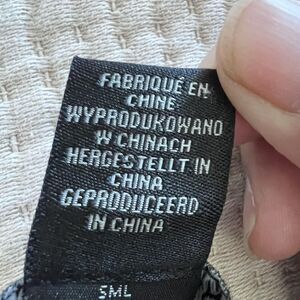 FABRIQUÉ EN
CHINE
WYPRODUKOWANO
W CHINACH
HERGESTELLT IN
CHINA
GEPRODUCEERD
IN CHINA
SML